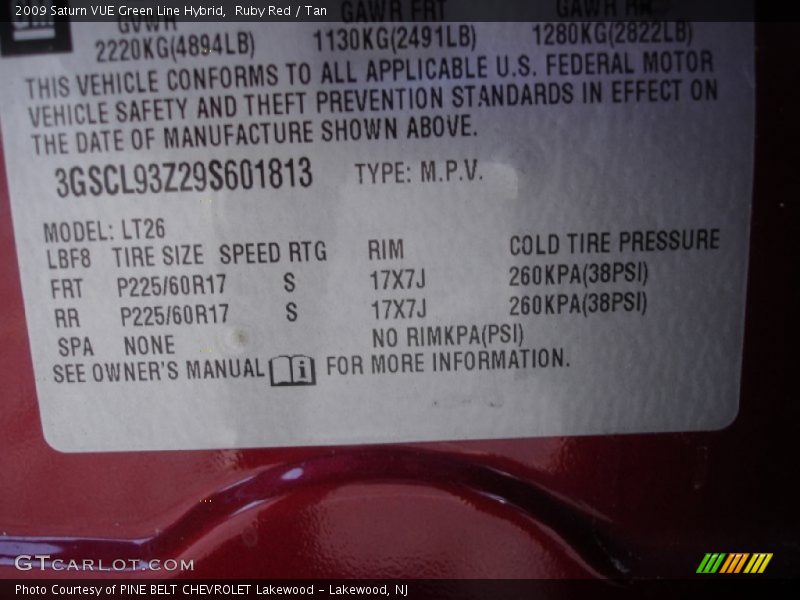 2009 Saturn VUE Green Line Hybrid, Ruby Red / Tan
GM
GVWR GAWR FRT GAWR RR
2220KG(4894LB) 1130KG(2491LB) 1280KG(2822LB)
THIS VEHICLE CONFORMS TO ALL APPLICABLE U.S. FEDERAL MOTOR
VEHICLE SAFETY AND THEFT PREVENTION STANDARDS IN EFFECT ON
THE DATE OF MANUFACTURE SHOWN ABOVE.
3GSCL93Z29S601813 TYPE: M.P.V.
MODEL: LT26
LBF8 TIRE SIZE SPEED RTG RIM COLD TIRE PRESSURE
FRT P225/60R17 S 17X7J 260KPA(38PSI)
RR P225/60R17 S 17X7J 260KPA(38PSI)
SPA NONE NO RIMKPA(PSI)
SEE OWNER'S MANUAL i FOR MORE INFORMATION.
GTCARLOT.COM
Photo Courtesy of PINE BELT CHEVROLET Lakewood - Lakewood, NJ